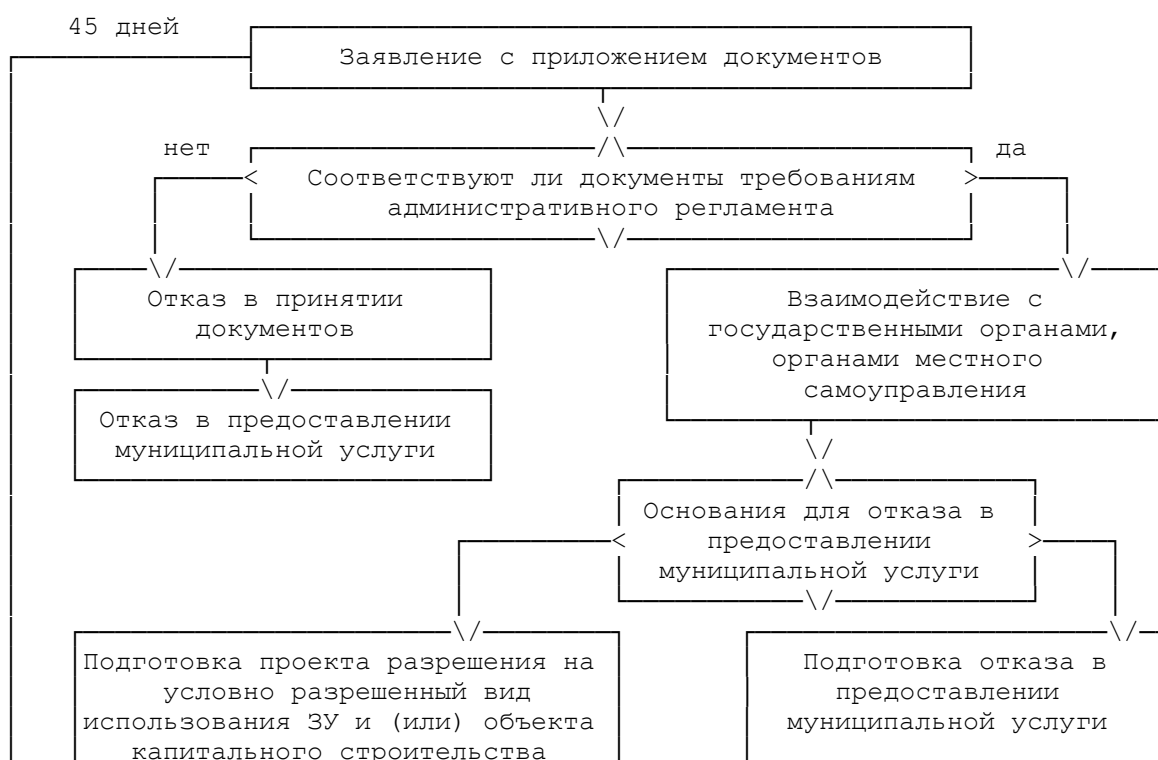 45 дней
Заявление с приложением документов
нет
да
Соответствуют ли документы требованиям
административного регламента
Отказ в принятии
документов
Взаимодействие с
государственными органами,
органами местного
самоуправления
Отказ в предоставлении
муниципальной услуги
Основания для отказа в
предоставлении
муниципальной услуги
Подготовка проекта разрешения на
условно разрешенный вид
использования ЗУ и (или) объекта
капитального строительства
Подготовка отказа в
предоставлении
муниципальной услуги